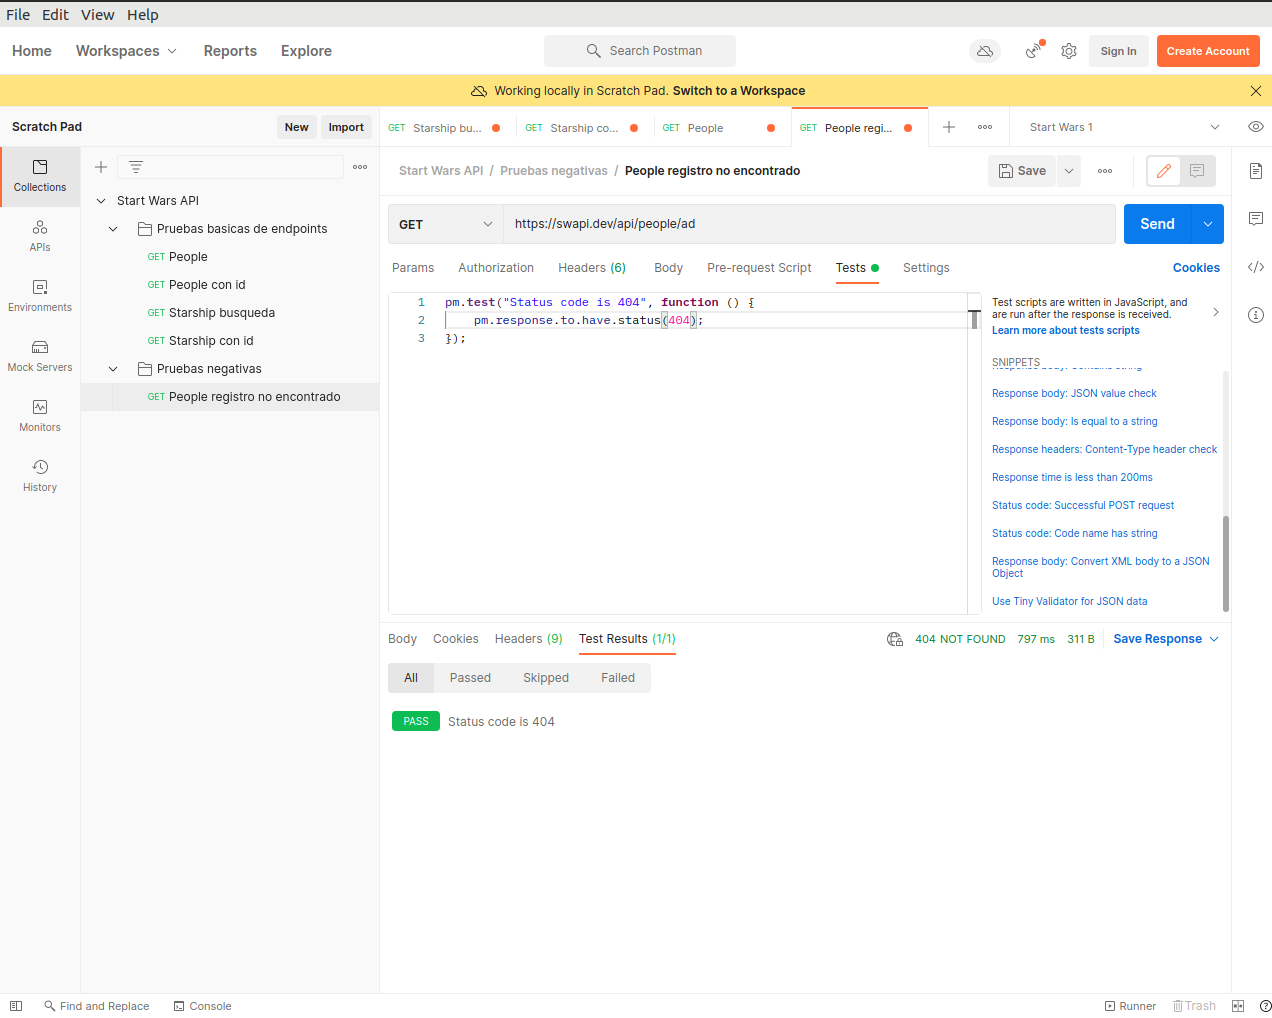 File Edit View Help
Home Workspaces Reports Explore Search Postman Sign In Create Account
Working locally in Scratch Pad. Switch to a Workspace
Scratch Pad New Import
GET Starship bu... GET Starship co... GET People GET People regi... Start Wars 1
Collections
APIs
Environments
Mock Servers
Monitors
History
Start Wars API
Pruebas basicas de endpoints
GET People
GET People con id
GET Starship busqueda
GET Starship con id
Pruebas negativas
GET People registro no encontrado
Start Wars API / Pruebas negativas / People registro no encontrado Save
GET https://swapi.dev/api/people/ad Send
Params Authorization Headers (6) Body Pre-request Script Tests Settings Cookies
1 pm.test("Status code is 404", function () {
2 pm.response.to.have.status(404);
3 });
Test scripts are written in JavaScript, and
are run after the response is received.
Learn more about tests scripts
SNIPPETS
Response body: Contains string
Response body: JSON value check
Response body: Is equal to a string
Response headers: Content-Type header check
Response time is less than 200ms
Status code: Successful POST request
Status code: Code name has string
Response body: Convert XML body to a JSON
Object
Use Tiny Validator for JSON data
Body Cookies Headers (9) Test Results (1/1) 404 NOT FOUND 797 ms 311 B Save Response
All Passed Skipped Failed
PASS Status code is 404
Find and Replace Console Runner Trash